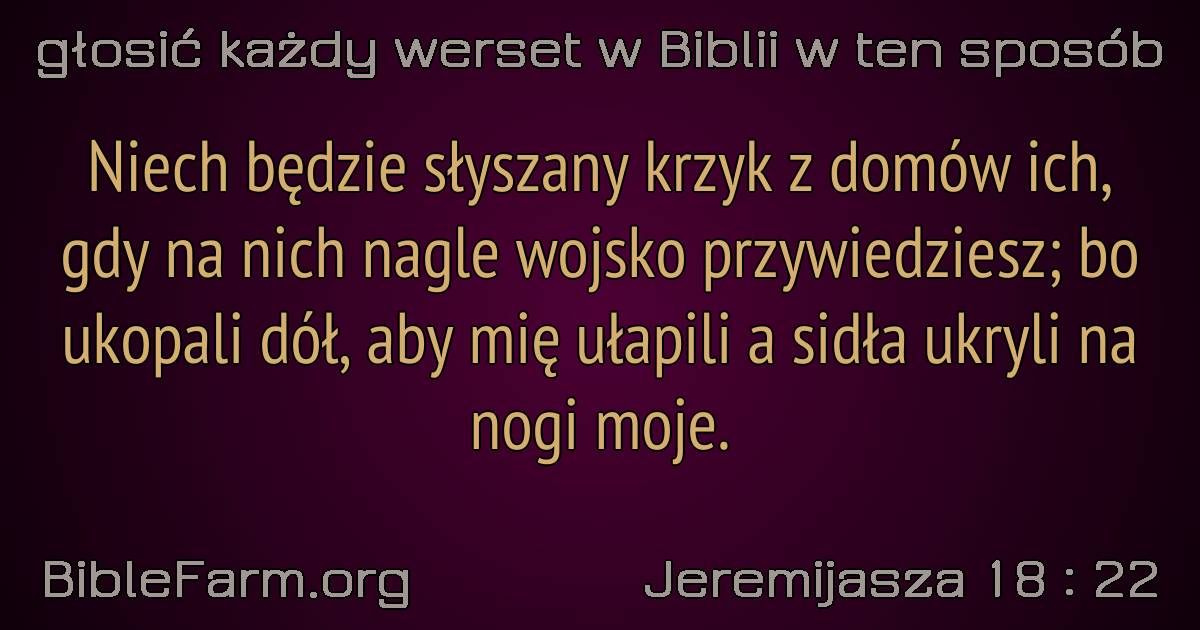 głosić każdy werset w Biblii w ten sposób
Niech będzie słyszany krzyk z domów ich,
gdy na nich nagle wojsko przywiedziesz; bo
ukopali dół, aby mię ułapili a sidła ukryli na
nogi moje.
BibleFarm.org
Jeremijasza 18 : 22